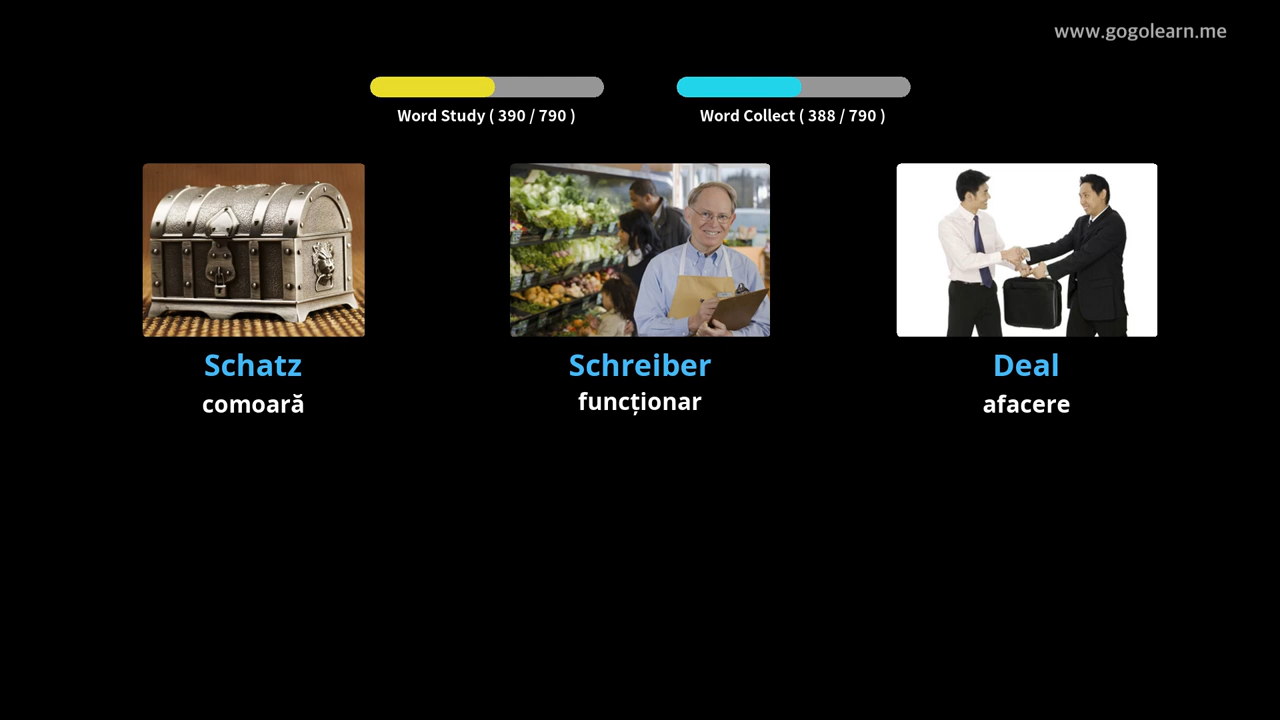 www.gogolearn.me
Word Study ( 390 / 790 )
Word Collect ( 388 / 790 )
Schatz
comoară
Schreiber
funcționar
Deal
afacere